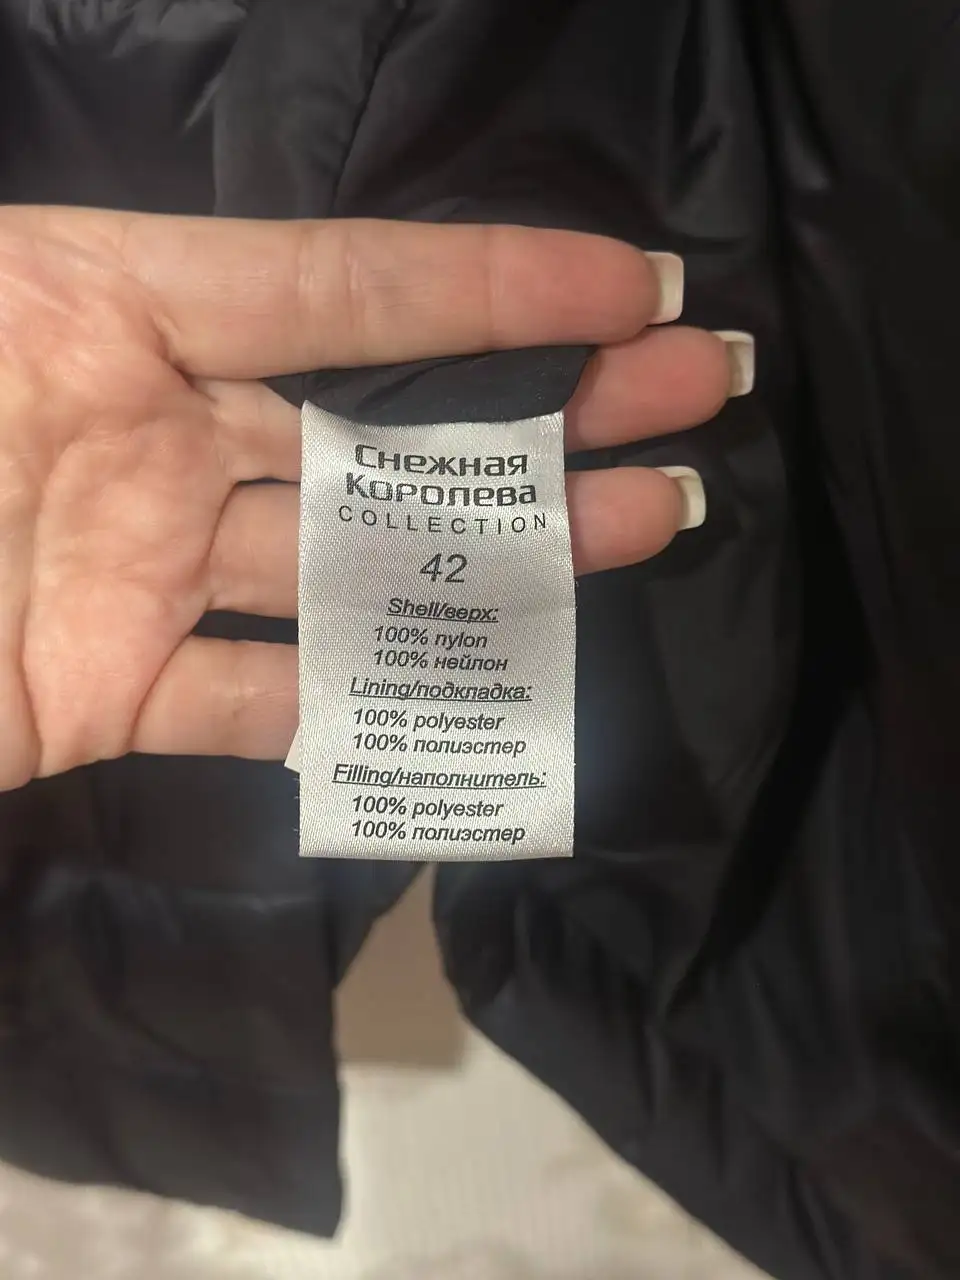 Снежная
Королева
COLLECTION
42
Shell/верх:
100% nylon
100% нейлон
Lining/подкладка:
100% polyester
100% полиэстер
Filling/наполнитель:
100% polyester
100% полиэстер